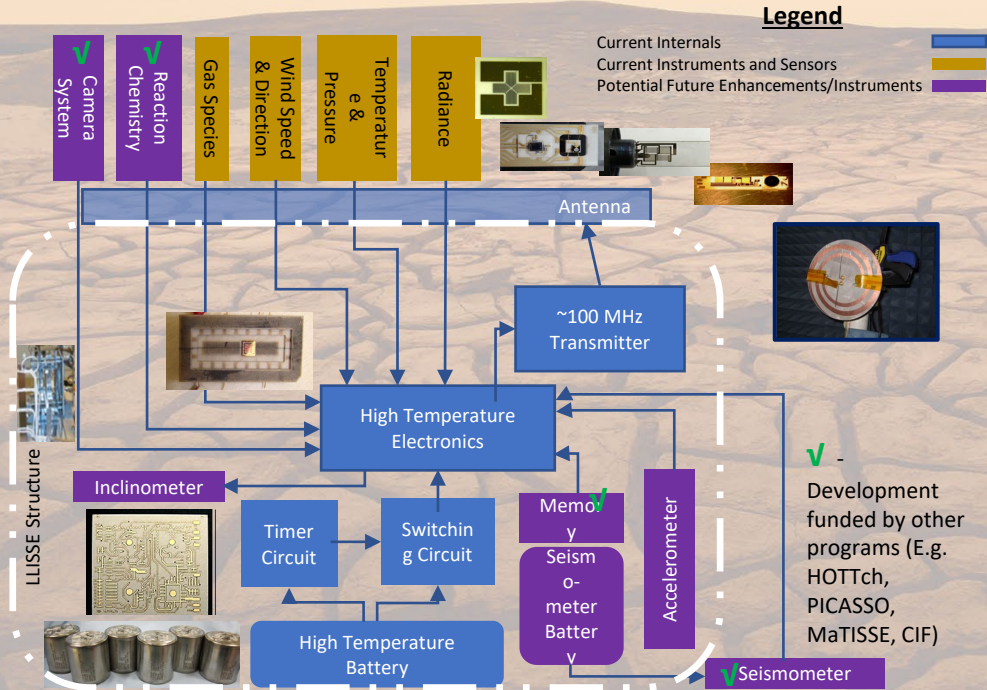 Legend
Current Internals
Current Instruments and Sensors
Potential Future Enhancements/Instruments
√ Camera
System
√ Reaction
Chemistry
Gas Species
Wind Speed
& Direction
Temperatur
e &
Pressure
Radiance
Antenna
~100 MHz
Transmitter
High Temperature
Electronics
LLISSE Structure
Inclinometer
Timer
Circuit
Switchin
g Circuit
√
Memor
y
Seism
o-
meter
Batter
y
Accelerometer
High Temperature
Battery
√ Seismometer
√ -
Development
funded by other
programs (E.g.
HOTTch,
PICASSO,
MaTISSE, CIF)